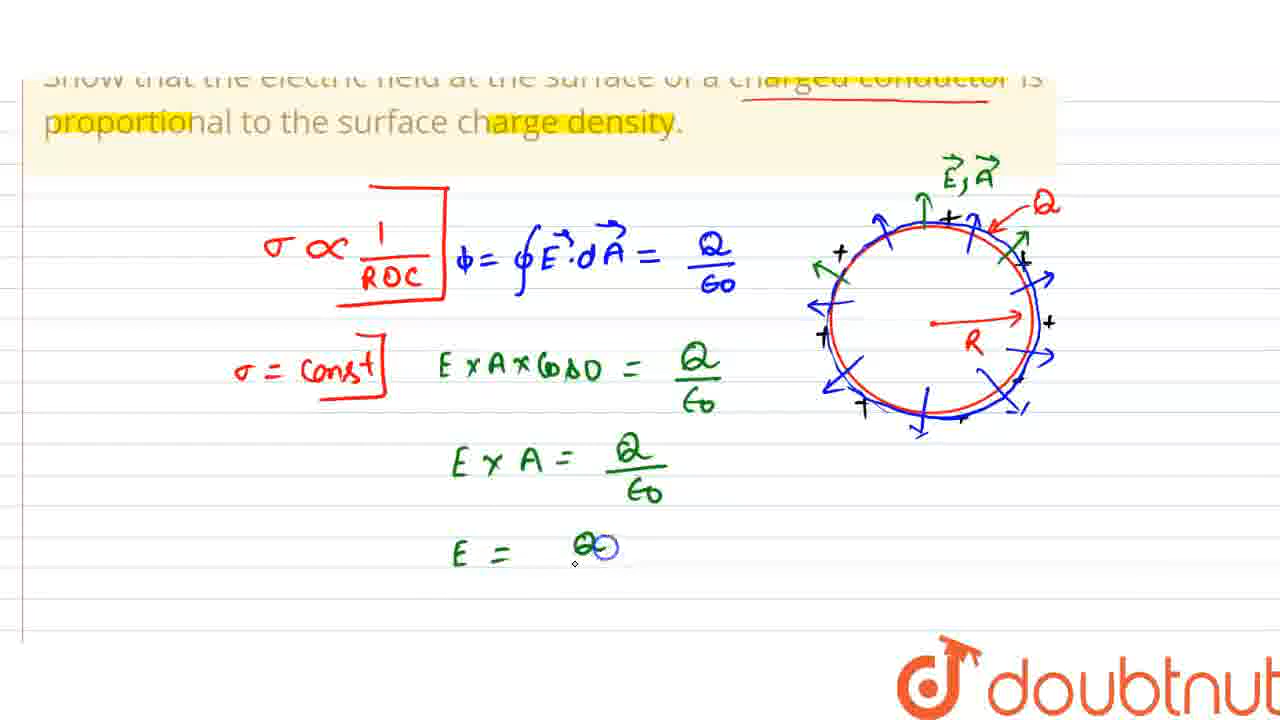 Show that the electric field at the surface of a charged conductor is
proportional to the surface charge density.
E⃗, A⃗
Q
σ ∝ 1/ROC
ϕ = ∮E⃗·dA⃗ = Q/ϵ0
R
σ = Const
E × A × Cos0 = Q/ϵ0
E × A = Q/ϵ0
E = Q
doubtnut